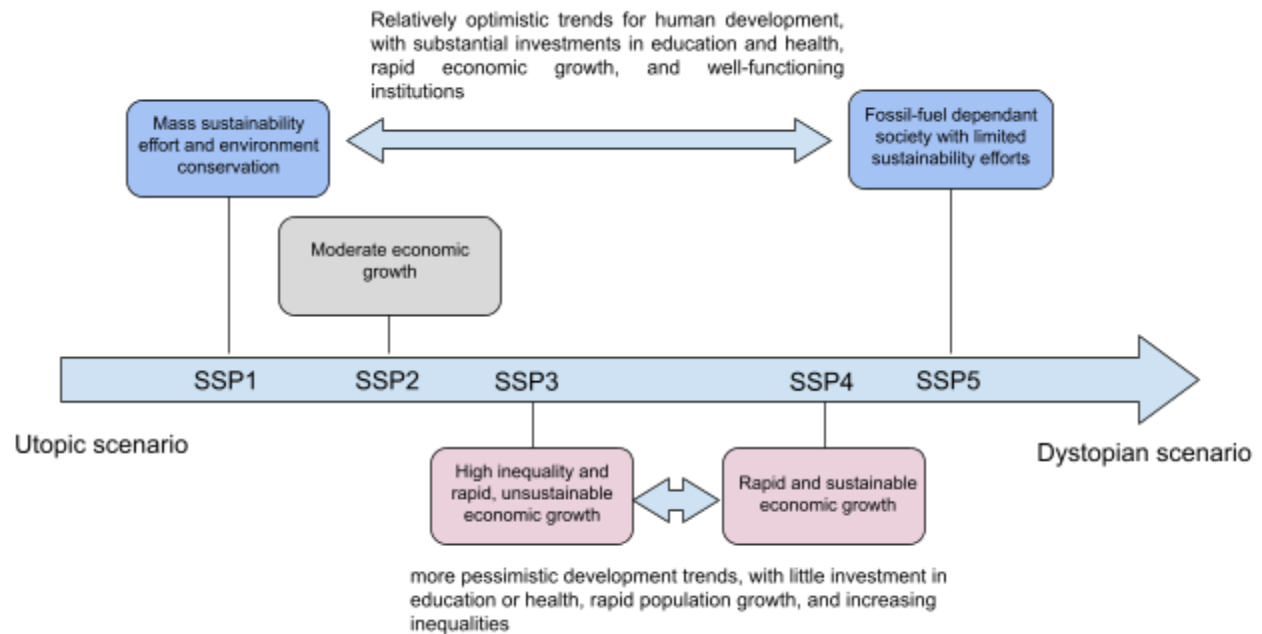 Relatively optimistic trends for human development,
with substantial investments in education and health,
rapid economic growth, and well-functioning
institutions
Mass sustainability
effort and environment
conservation
Fossil-fuel dependant
society with limited
sustainability efforts
Moderate economic
growth
SSP1
SSP2
SSP3
SSP4
SSP5
Utopic scenario
Dystopian scenario
High inequality and
rapid, unsustainable
economic growth
Rapid and sustainable
economic growth
more pessimistic development trends, with little investment in
education or health, rapid population growth, and increasing
inequalities